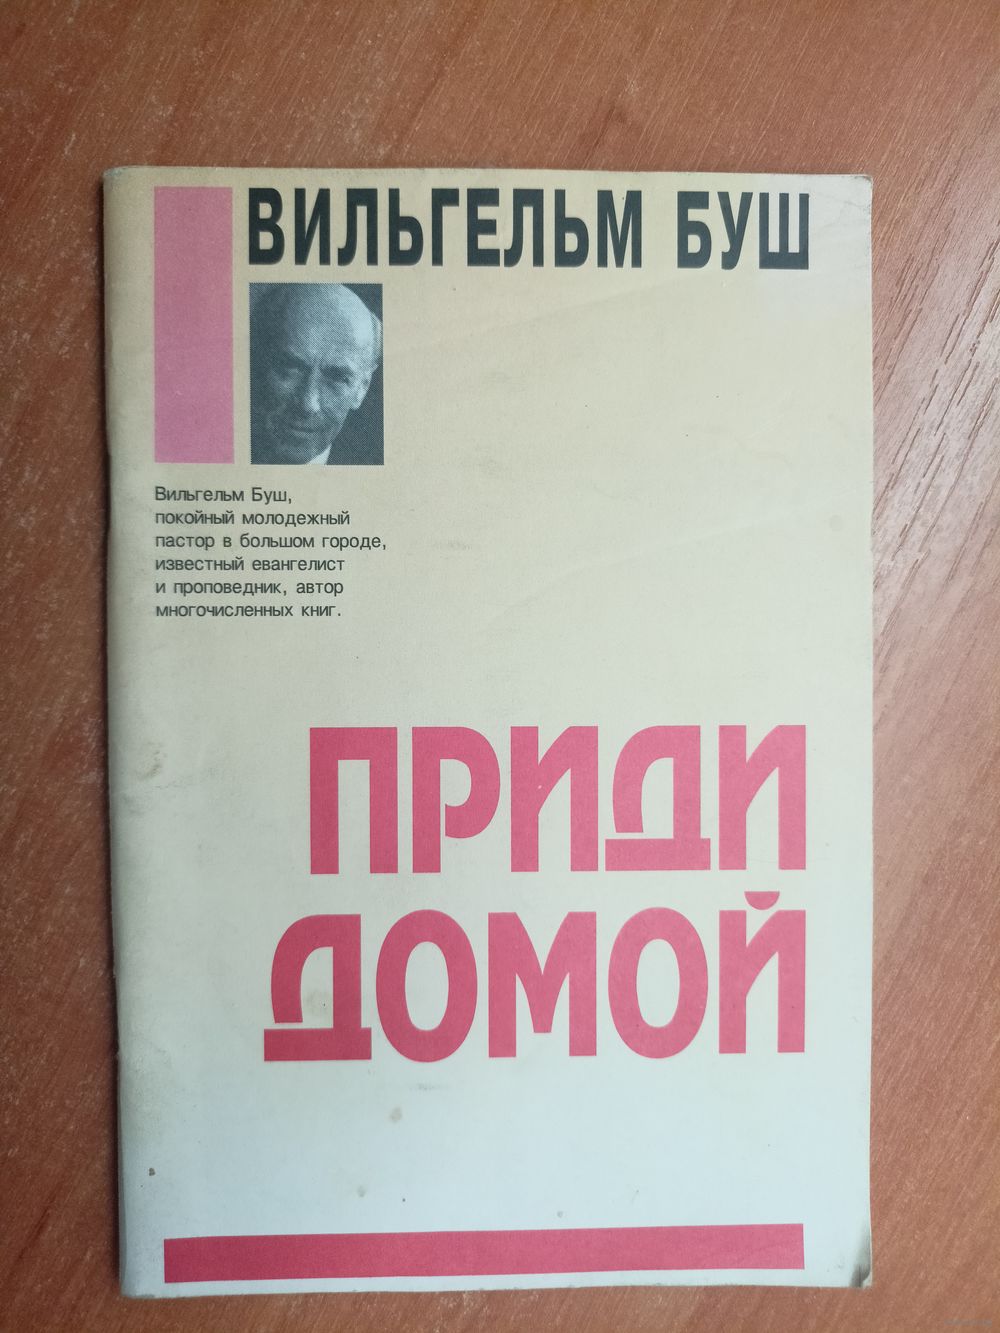 ВИЛЬГЕЛЬМ БУШ
Вильгельм Буш,
покойный молодежный
пастор в большом городе,
известный евангелист
и проповедник, автор
многочисленных книг.
ПРИДИ
ДОМОЙ